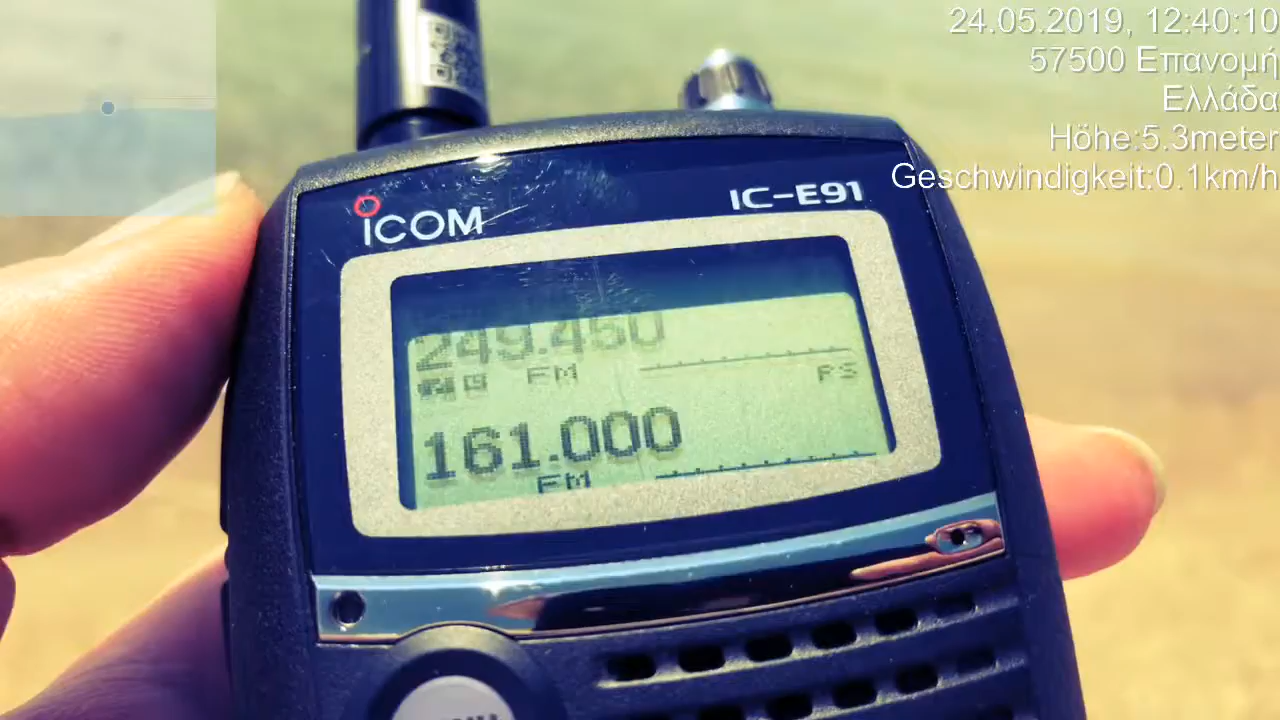 24.05.2019, 12:40:10
57500 Επανομή
Ελλάδα
Höhe:5.3meter
Geschwindigkeit:0.1km/h
ICOM
IC-E91
249.450
FM
PS
161.000
FM